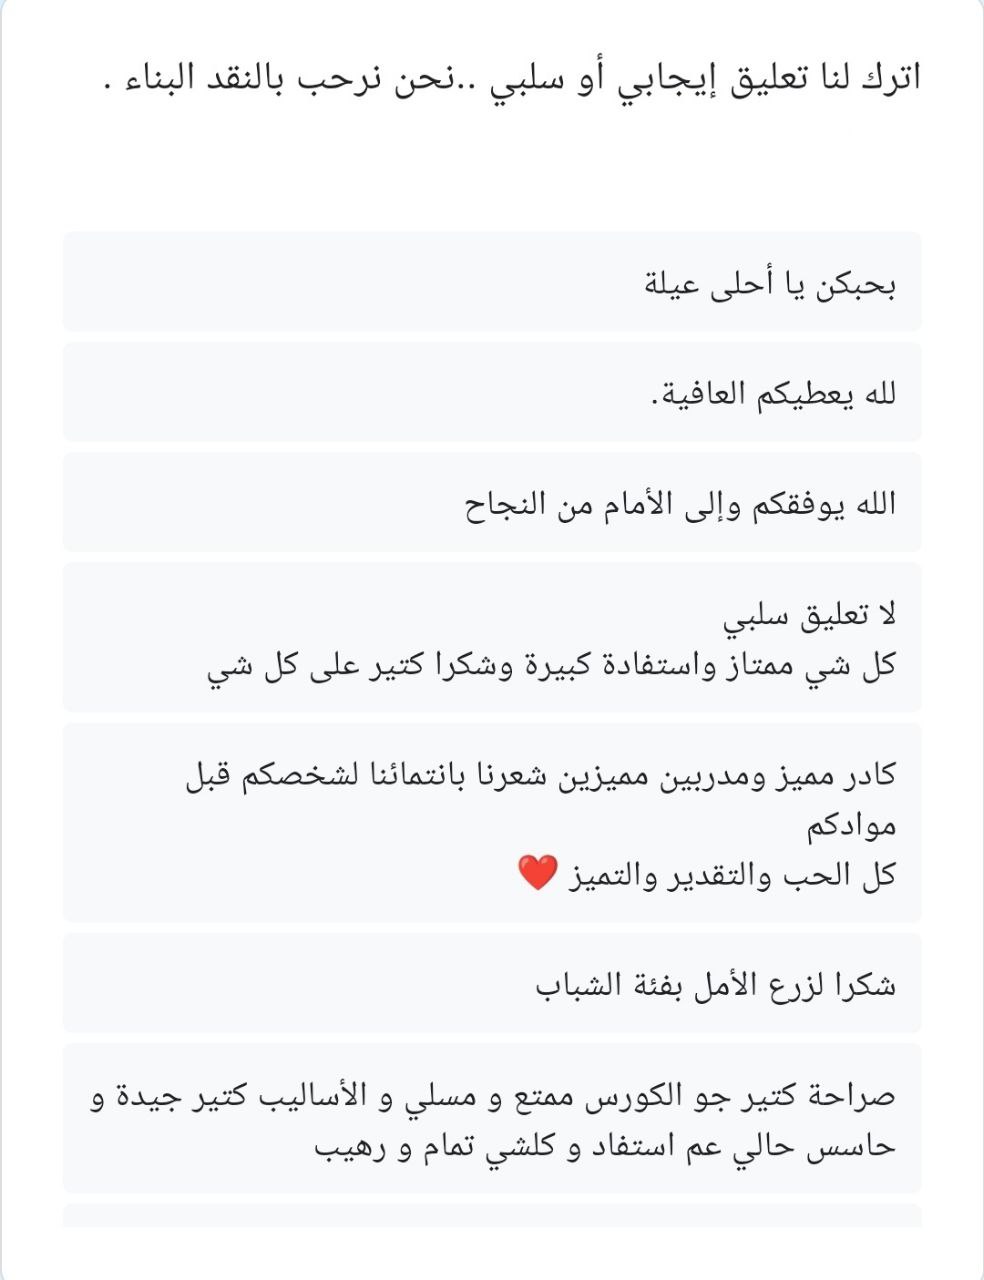 اترك لنا تعليق إيجابي أو سلبي ..نحن نرحب بالنقد البناء .
بحبكن يا أحلى عيلة
لله يعطيكم العافية.
الله يوفقكم وإلى الأمام من النجاح
لا تعليق سلبي
كل شي ممتاز واستفادة كبيرة وشكرا كتير على كل شي
كادر مميز ومدربين مميزين شعرنا بانتمائنا لشخصكم قبل
موادكم
كل الحب والتقدير والتميز ❤️
شكرا لزرع الأمل بفئة الشباب
صراحة كتير جو الكورس ممتع و مسلي و الأساليب كتير جيدة و
حاسس حالي عم استفاد و كلشي تمام و رهيب